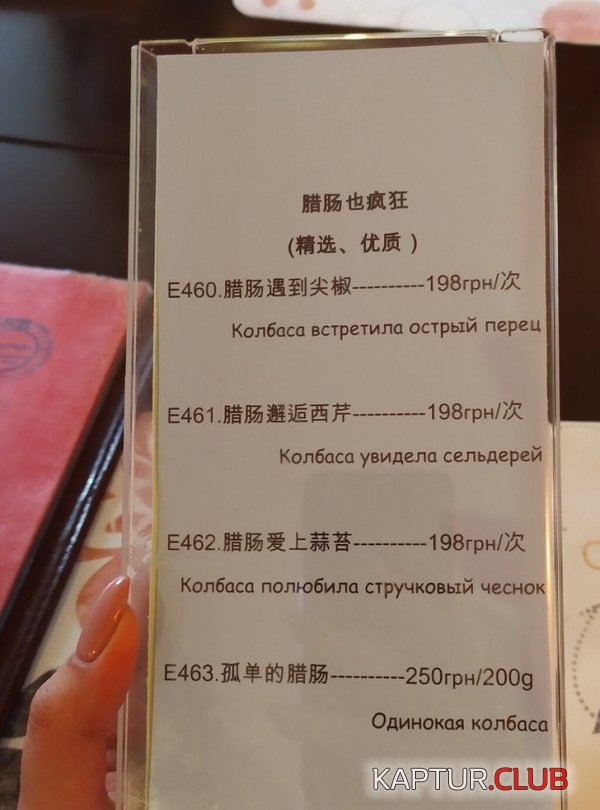 腊肠也疯狂
(精选、优质 )
E460.腊肠遇到尖椒----------198грн/次
Колбаса встретила острый перец
E461.腊肠邂逅西芹----------198грн/次
Колбаса увидела сельдерей
E462.腊肠爱上蒜苔----------198грн/次
Колбаса полюбила стручковый чеснок
E463.孤单的腊肠----------250грн/200g
Одинокая колбаса
KAPTUR.CLUB